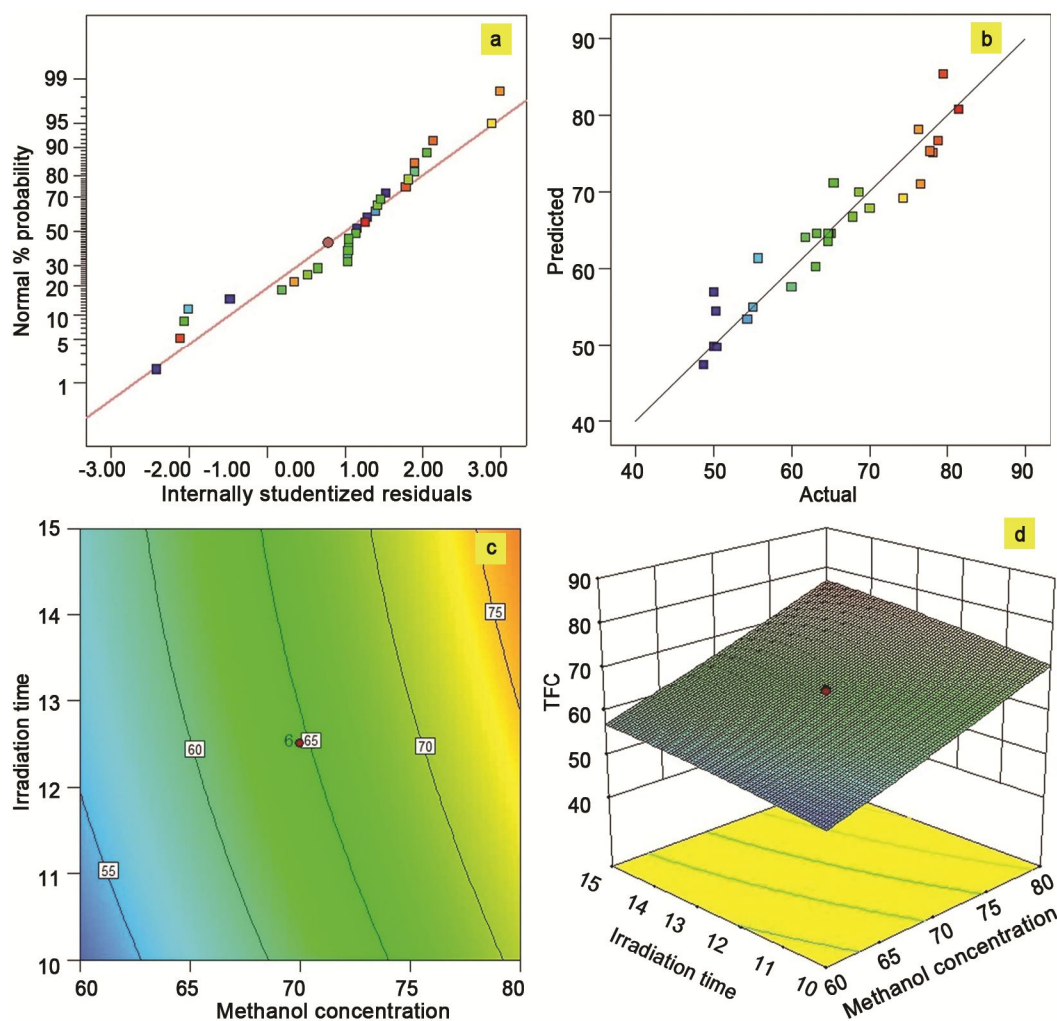 a
99
95
90
80
70
50
30
20
10
5
1
Normal % probability
-3.00 -2.00 -1.00 0.00 1.00 2.00 3.00
Internally studentized residuals
b
90
80
70
60
50
40
Predicted
40 50 60 70 80 90
Actual
c
15
14
13
12
11
10
Irradiation time
75
70
6 65
60
55
60 65 70 75 80
Methanol concentration
d
90
80
70
60
50
40
TFC
15 14 13 12 11 10
Irradiation time
60 65 70 75 80
Methanol concentration